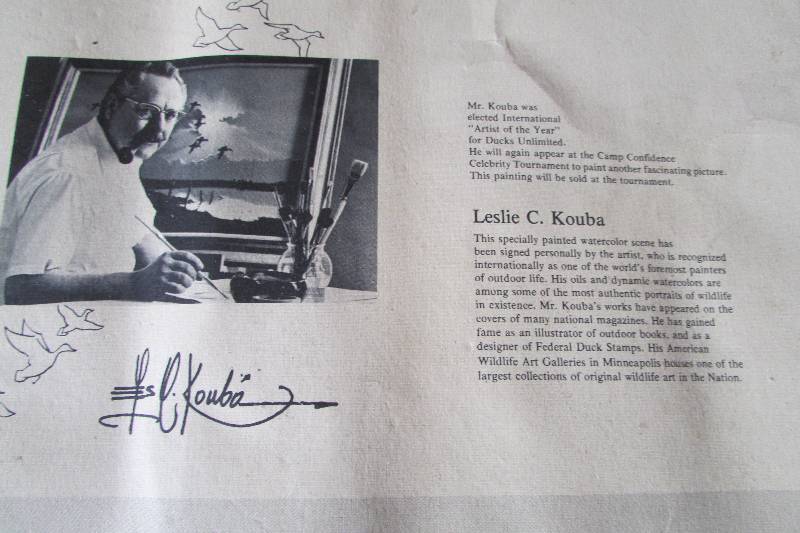 Mr. Kouba was
elected International
"Artist of the Year"
for Ducks Unlimited.
He will again appear at the Camp Confidence
Celebrity Tournament to paint another fascinating picture.
This painting will be sold at the tournament.
Leslie C. Kouba
This specially painted watercolor scene has
been signed personally by the artist, who is recognized
internationally as one of the world's foremost painters
of outdoor life. His oils and dynamic watercolors are
among some of the most authentic portraits of wildlife
in existence. Mr. Kouba's works have appeared on the
covers of many national magazines. He has gained
fame as an illustrator of outdoor books, and as a
designer of Federal Duck Stamps. His American
Wildlife Art Galleries in Minneapolis houses one of the
largest collections of original wildlife art in the Nation.
Les C. Kouba